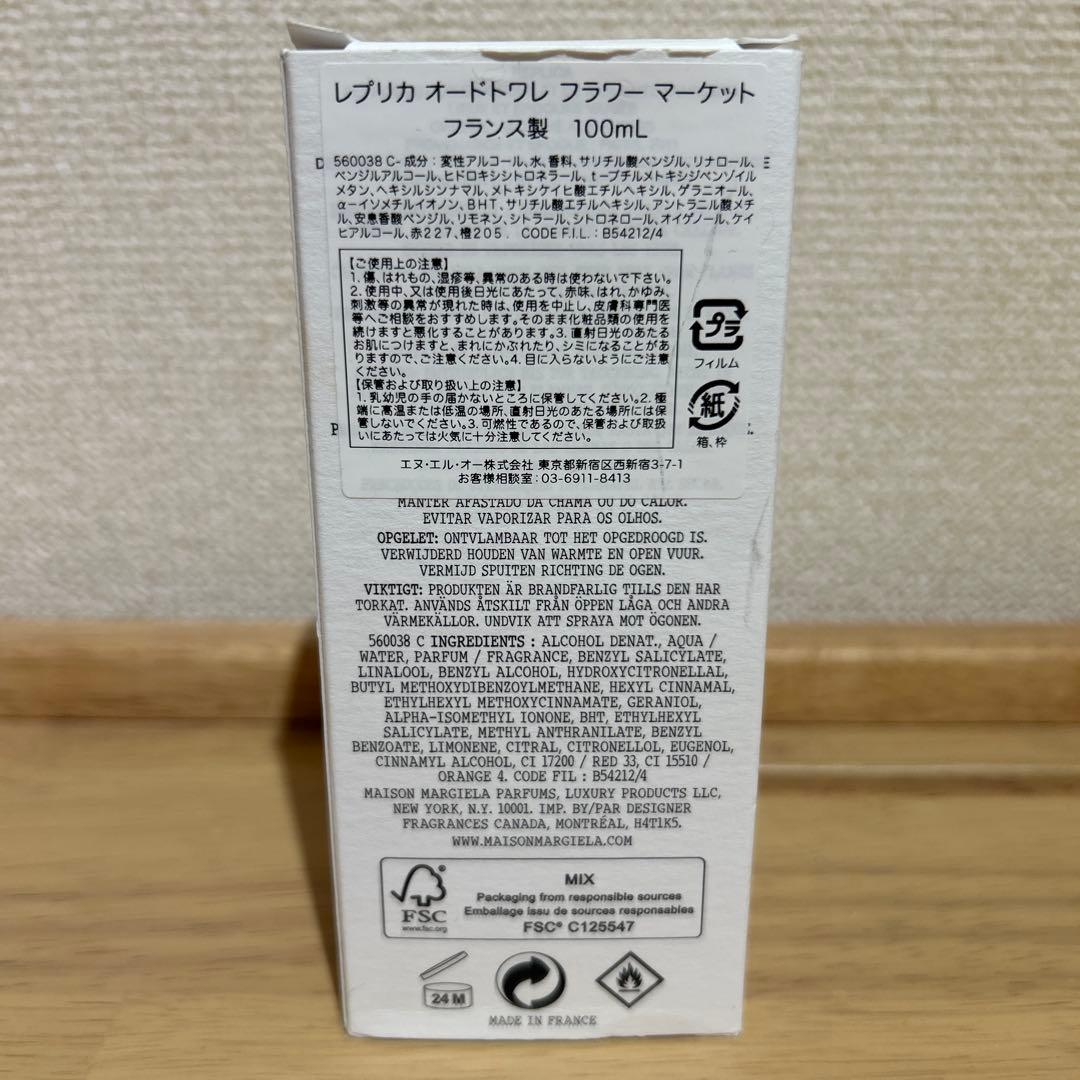 レプリカ オードトワレ フラワー マーケット
フランス製 100mL
560038 C- 成分：変性アルコール、水、香料、サリチル酸ベンジル、リナロール、
ベンジルアルコール、ヒドロキシシトロネラール、t－ブチルメトキシジベンゾイル
メタン、ヘキシルシンナマル、メトキシケイヒ酸エチルヘキシル、ゲラニオール、
α－イソメチルイオノン、BHT、サリチル酸エチルヘキシル、アントラニル酸メチ
ル、安息香酸ベンジル、リモネン、シトラール、シトロネロール、オイゲノール、ケイ
ヒアルコール、赤227、橙205． CODE F.I.L.：B54212/4
【ご使用上の注意】
1. 傷、はれもの、湿疹等、異常のある時は使わないで下さい。
2. 使用中、又は使用後日光にあたって、赤味、はれ、かゆみ、
刺激等の異常が現れた時は、使用を中止し、皮膚科専門医
等へご相談をおすすめします。そのまま化粧品類の使用を
続けますと悪化することがあります。3. 直射日光のあたる
お肌につけますと、まれにかぶれたり、シミになることがあ
りますので、ご注意ください。4. 目に入らないようにご注意
ください。
【保管および取り扱い上の注意】
1. 乳幼児の手の届かないところに保管してください。2. 極
端に高温または低温の場所、直射日光のあたる場所には保
管しないでください。3. 可燃性であるので、保管および取扱
いにあたっては火気に十分注意してください。
プラ
フィルム
紙
箱、枠
エヌ・エル・オー株式会社 東京都新宿区西新宿3-7-1
お客様相談室：03-6911-8413
MANTER AFASTADO DA CHAMA OU DO CALOR.
EVITAR VAPORIZAR PARA OS OLHOS.
OPGELET: ONTVLAMBAAR TOT HET OPGEDROOGD IS.
VERWIJDERD HOUDEN VAN WARMTE EN OPEN VUUR.
VERMIJD SPUITEN RICHTING DE OGEN.
VIKTIGT: PRODUKTEN ÄR BRANDFARLIG TILLS DEN HAR
TORKAT. ANVÄNDS ÅTSKILT FRÅN ÖPPEN LÅGA OCH ANDRA
VÄRMEKÄLLOR. UNDVIK ATT SPRAYA MOT ÖGONEN.
560038 C INGREDIENTS : ALCOHOL DENAT., AQUA /
WATER, PARFUM / FRAGRANCE, BENZYL SALICYLATE,
LINALOOL, BENZYL ALCOHOL, HYDROXYCITRONELLAL,
BUTYL METHOXYDIBENZOYLMETHANE, HEXYL CINNAMAL,
ETHYLHEXYL METHOXYCINNAMATE, GERANIOL,
ALPHA-ISOMETHYL IONONE, BHT, ETHYLHEXYL
SALICYLATE, METHYL ANTHRANILATE, BENZYL
BENZOATE, LIMONENE, CITRAL, CITRONELLOL, EUGENOL,
CINNAMYL ALCOHOL, CI 17200 / RED 33, CI 15510 /
ORANGE 4. CODE FIL : B54212/4
MAISON MARGIELA PARFUMS, LUXURY PRODUCTS LLC,
NEW YORK, N.Y. 10001. IMP. BY/PAR DESIGNER
FRAGRANCES CANADA, MONTRÉAL, H4T1K5.
WWW.MAISONMARGIELA.COM
FSC
www.fsc.org
MIX
Packaging from responsible sources
Emballage issu de sources responsables
FSC® C125547
24 M
MADE IN FRANCE